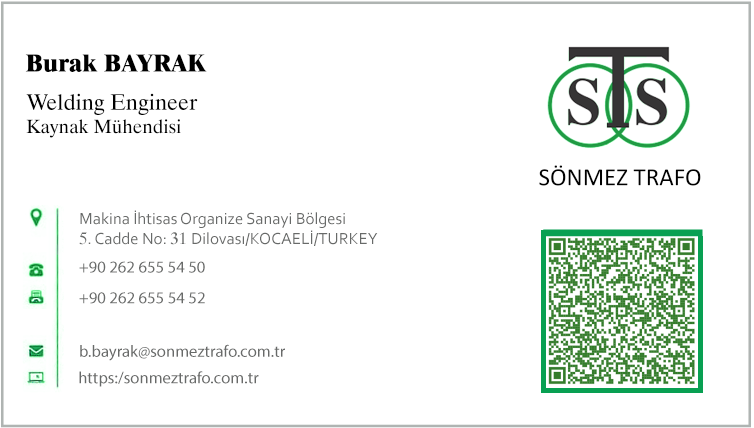 Burak BAYRAK
Welding Engineer
Kaynak Mühendisi
STS
SÖNMEZ TRAFO
Makina İhtisas Organize Sanayi Bölgesi
5. Cadde No: 31 Dilovası/KOCAELİ/TURKEY
+90 262 655 54 50
+90 262 655 54 52
b.bayrak@sonmeztrafo.com.tr
https:/sonmeztrafo.com.tr